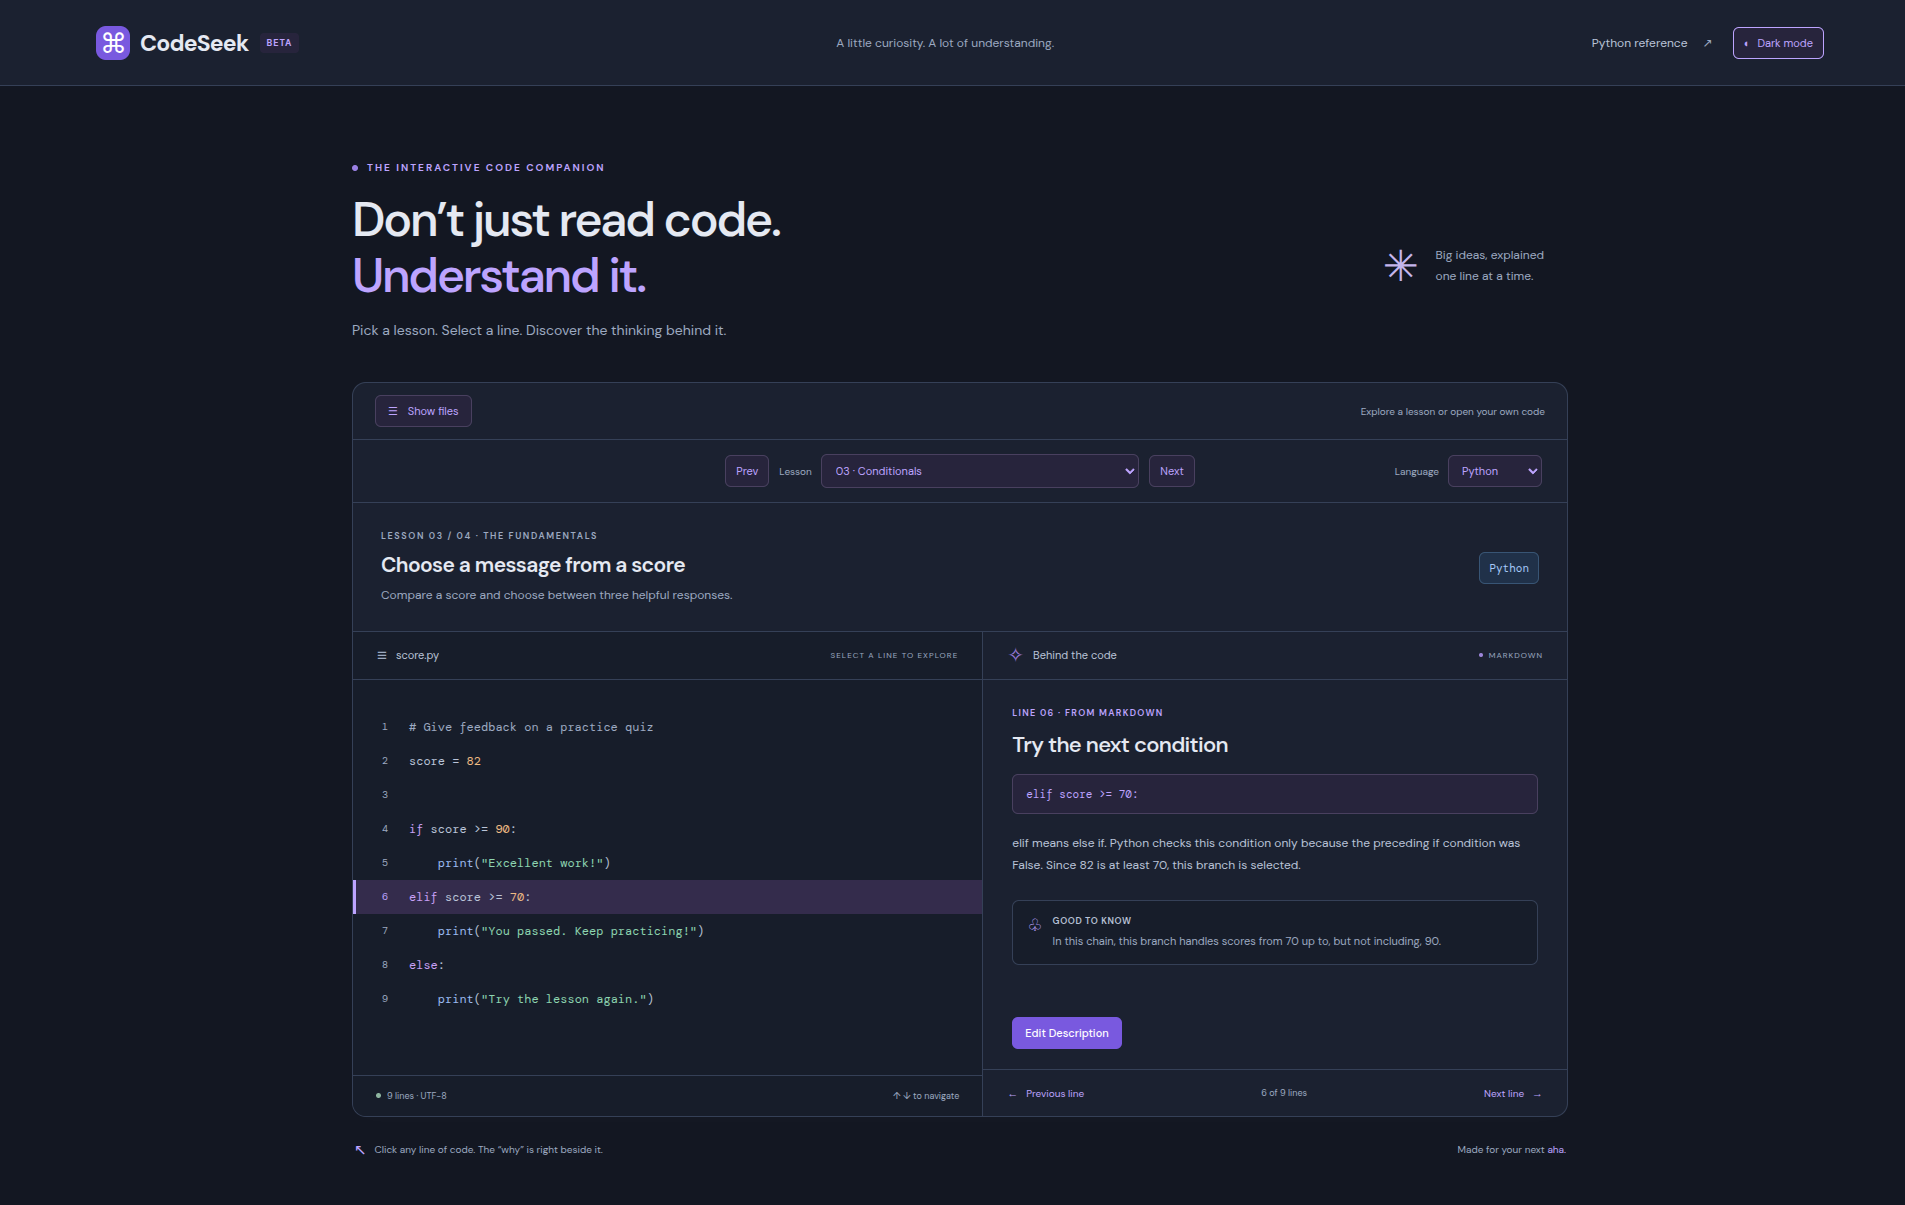 CodeSeek BETA
A little curiosity. A lot of understanding.
Python reference ↗
Dark mode
THE INTERACTIVE CODE COMPANION
Don’t just read code.
Understand it.
Big ideas, explained
one line at a time.
Pick a lesson. Select a line. Discover the thinking behind it.
☰ Show files
Explore a lesson or open your own code
Prev Lesson 03 · Conditionals Next
Language Python
LESSON 03 / 04 · THE FUNDAMENTALS
Choose a message from a score
Compare a score and choose between three helpful responses.
Python
score.py
SELECT A LINE TO EXPLORE
1 # Give feedback on a practice quiz
2 score = 82
3
4 if score >= 90:
5     print("Excellent work!")
6 elif score >= 70:
7     print("You passed. Keep practicing!")
8 else:
9     print("Try the lesson again.")
9 lines · UTF-8
↑ ↓ to navigate
Behind the code
MARKDOWN
LINE 06 · FROM MARKDOWN
Try the next condition
elif score >= 70:
elif means else if. Python checks this condition only because the preceding if condition was
False. Since 82 is at least 70, this branch is selected.
GOOD TO KNOW
In this chain, this branch handles scores from 70 up to, but not including, 90.
Edit Description
← Previous line
6 of 9 lines
Next line →
↖ Click any line of code. The “why” is right beside it.
Made for your next aha.